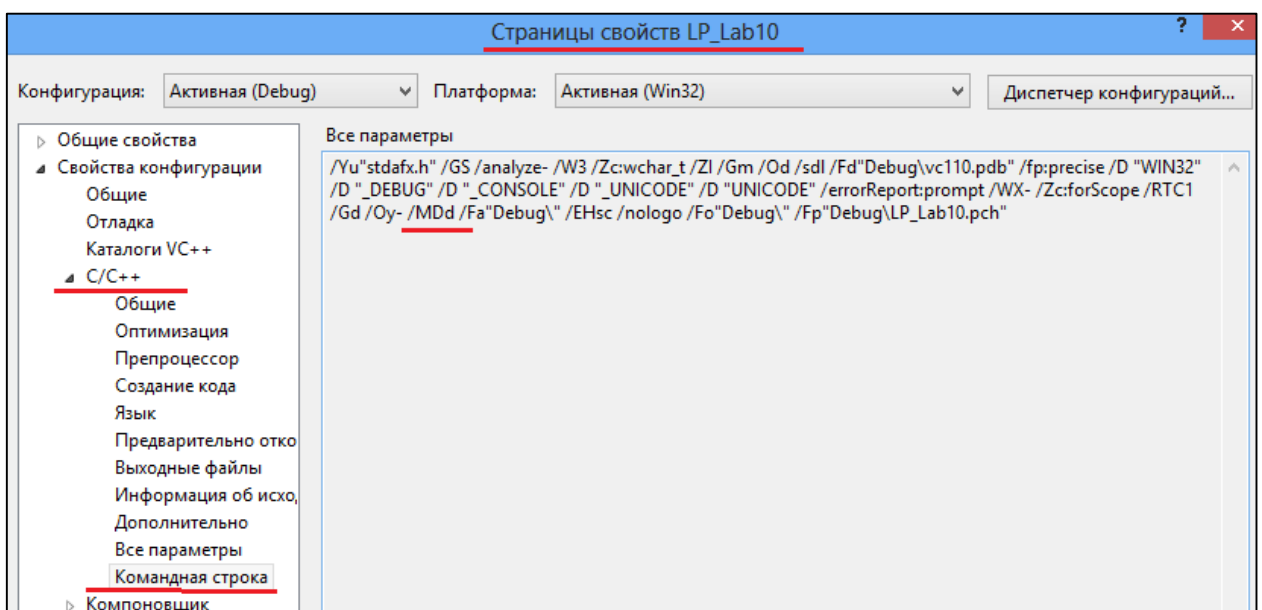 Страницы свойств LP_Lab10
? ×
Конфигурация: Активная (Debug) Платформа: Активная (Win32) Диспетчер конфигураций...
Общие свойства
Свойства конфигурации
Общие
Отладка
Каталоги VC++
C/C++
Общие
Оптимизация
Препроцессор
Создание кода
Язык
Предварительно отко
Выходные файлы
Информация об исхо
Дополнительно
Все параметры
Командная строка
Компоновщик
Все параметры
/Yu"stdafx.h" /GS /analyze- /W3 /Zc:wchar_t /ZI /Gm /Od /sdl /Fd"Debug\vc110.pdb" /fp:precise /D "WIN32"
/D "_DEBUG" /D "_CONSOLE" /D "_UNICODE" /D "UNICODE" /errorReport:prompt /WX- /Zc:forScope /RTC1
/Gd /Oy- /MDd /Fa"Debug\" /EHsc /nologo /Fo"Debug\" /Fp"Debug\LP_Lab10.pch"